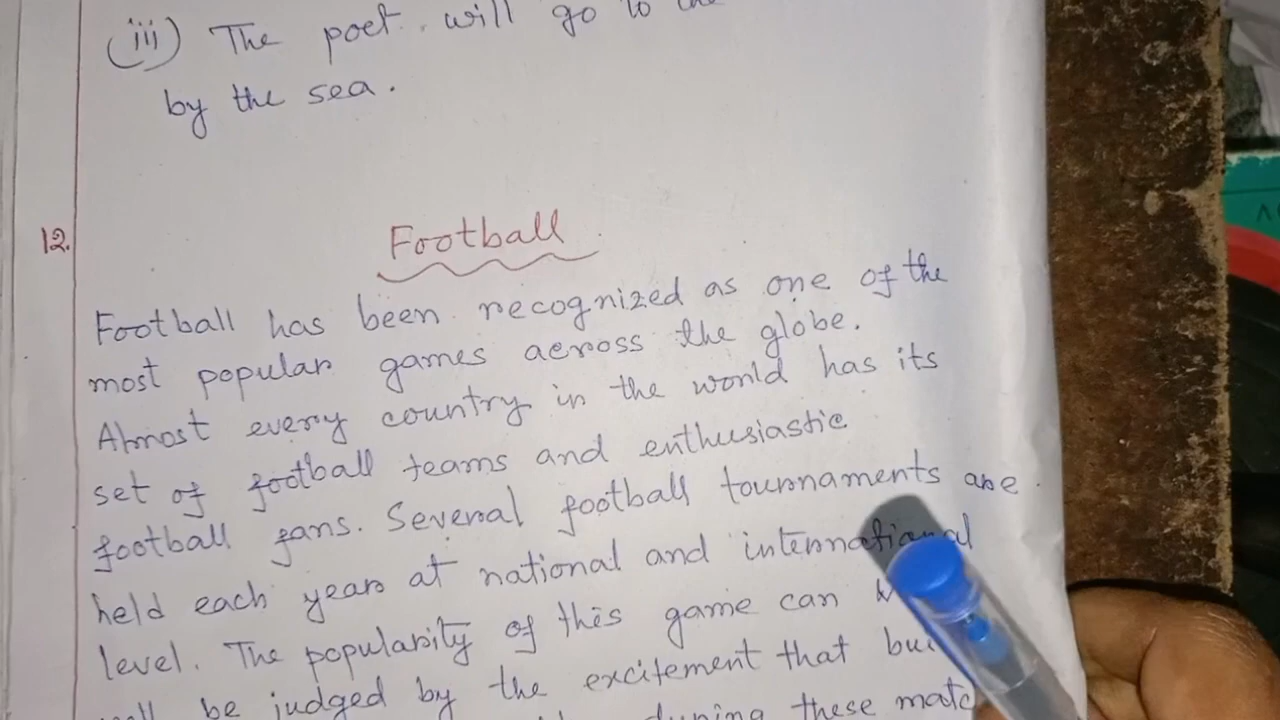 (iii) The poet will go to the
by the sea.
12.
Football
Football has been recognized as one of the
most popular games across the globe.
Almost every country in the world has its
set of football teams and enthusiastic
football fans. Several football tournaments are
held each year at national and international
level. The popularity of this game can
well be judged by the excitement that
during these